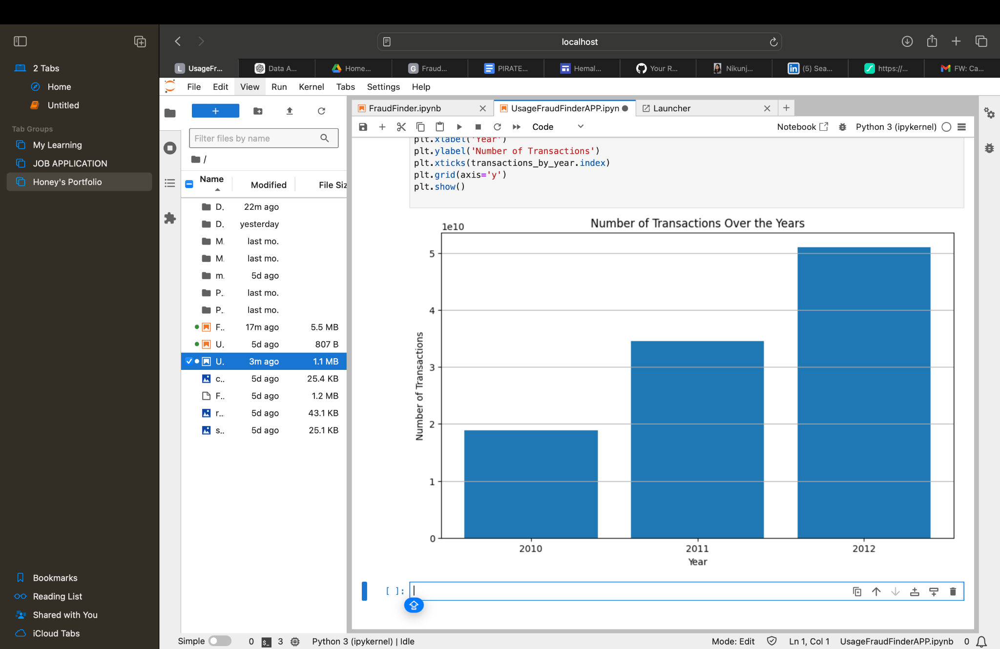 localhost
2 Tabs
Home
Untitled
Tab Groups
My Learning
JOB APPLICATION
Honey's Portfolio
Bookmarks
Reading List
Shared with You
iCloud Tabs
L UsageFr... Data A... Home... G Fraud... PIRATE... Hemal... Your R... Nikunj... in (5) Sea... https://... FW: Ca...
File Edit View Run Kernel Tabs Settings Help
Filter files by name
/
Name Modified File Siz
D. 22m ago
D. yesterday
M. last mo.
M. last mo.
m. 5d ago
P.. last mo.
P.. last mo.
F.. 17m ago 5.5 MB
U. 5d ago 807 B
U. 3m ago 1.1 MB
c.. 5d ago 25.4 KB
F.. 5d ago 1.2 MB
r... 5d ago 43.1 KB
s.. 5d ago 25.1 KB
FraudFinder.ipynb UsageFraudFinderAPP.ipyn Launcher
Code Notebook Python 3 (ipykernel)
plt.xlabel('Year')
plt.ylabel('Number of Transactions')
plt.xticks(transactions_by_year.index)
plt.grid(axis='y')
plt.show()
Number of Transactions Over the Years
1e10
5
4
3
2
1
0
Number of Transactions
2010 2011 2012
Year
[ ]:
Simple 0 $_ 3 Python 3 (ipykernel) | Idle Mode: Edit Ln 1, Col 1 UsageFraudFinderAPP.ipynb 0